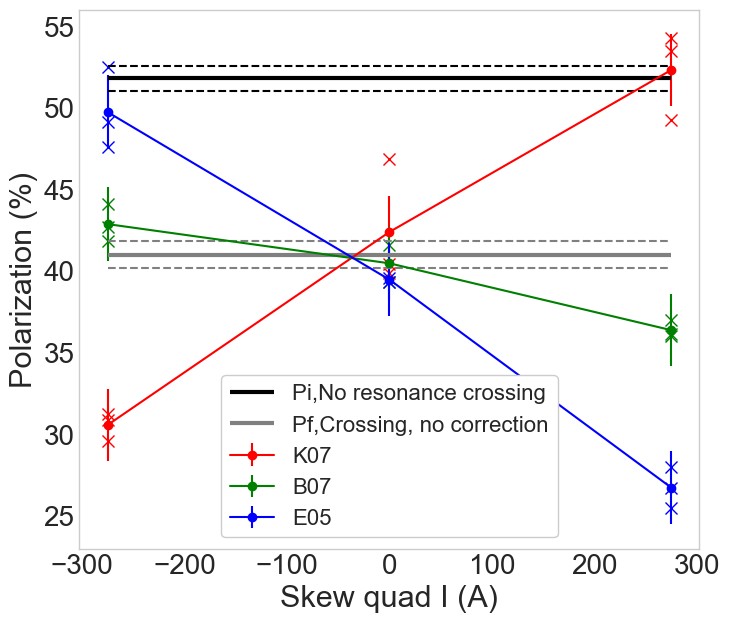 55
50
45
40
35
30
25
Polarization (%)
−300
−200
−100
0
100
200
300
Skew quad I (A)
Pi,No resonance crossing
Pf,Crossing, no correction
K07
B07
E05